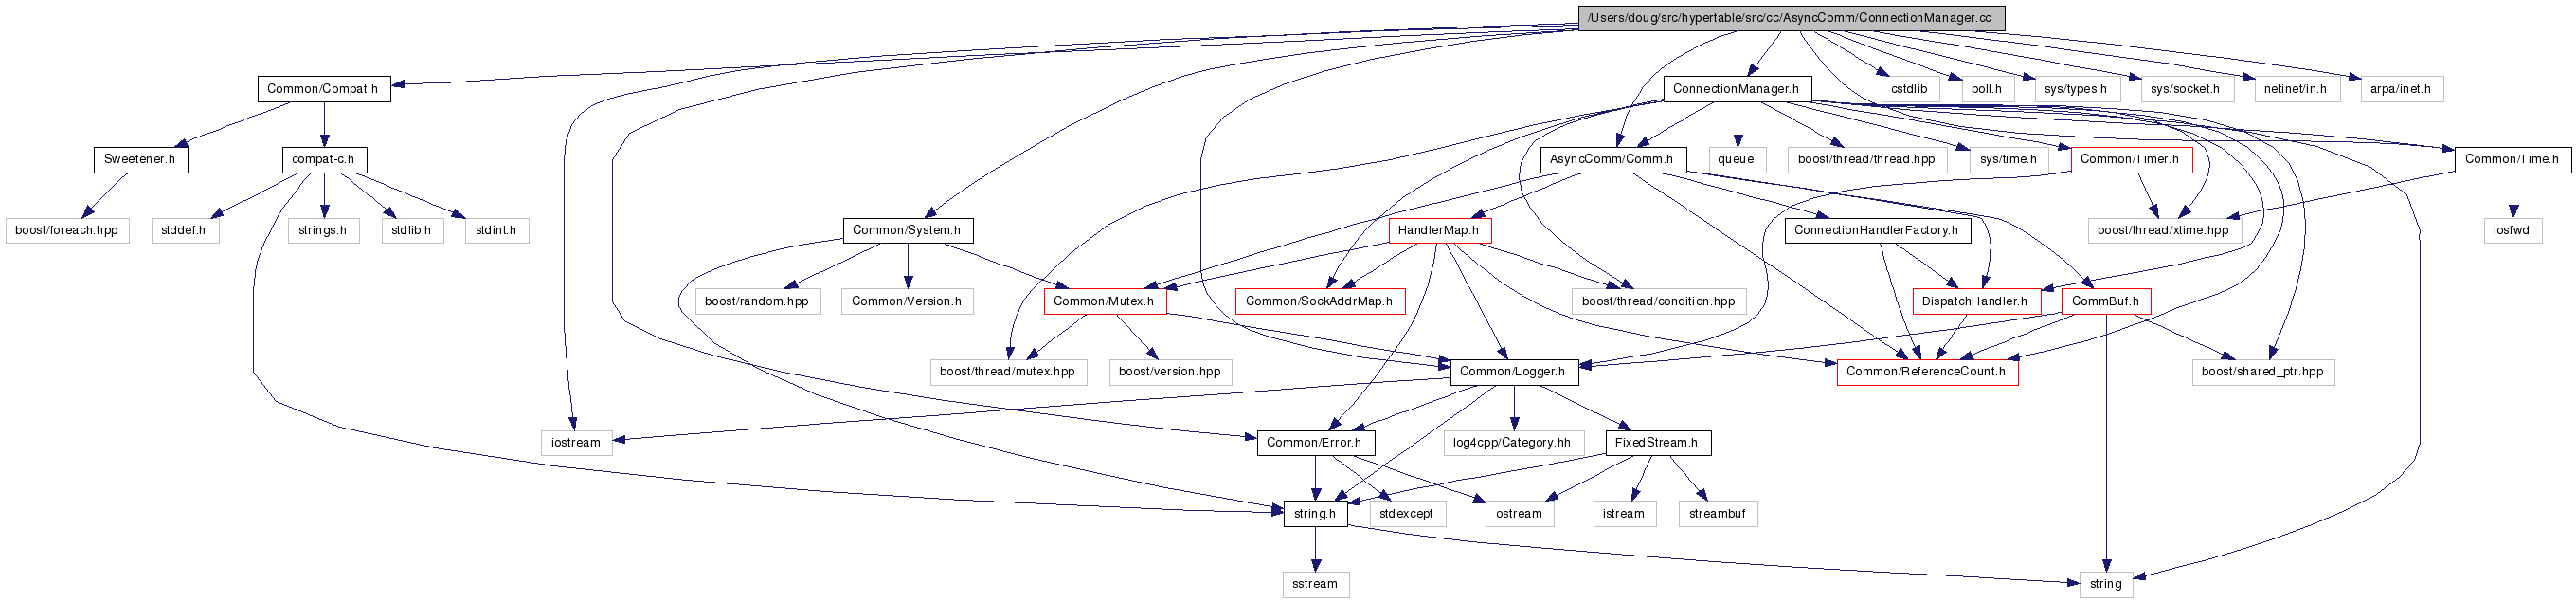 /Users/doug/src/hypertable/src/cc/AsyncComm/ConnectionManager.cc
Common/Compat.h
ConnectionManager.h
cstdlib
poll.h
sys/types.h
sys/socket.h
netinet/in.h
arpa/inet.h
Sweetener.h
compat-c.h
AsyncComm/Comm.h
queue
boost/thread/thread.hpp
sys/time.h
Common/Timer.h
Common/Time.h
boost/foreach.hpp
stddef.h
strings.h
stdlib.h
stdint.h
Common/System.h
HandlerMap.h
ConnectionHandlerFactory.h
boost/thread/xtime.hpp
iosfwd
boost/random.hpp
Common/Version.h
Common/Mutex.h
Common/SockAddrMap.h
boost/thread/condition.hpp
DispatchHandler.h
CommBuf.h
boost/thread/mutex.hpp
boost/version.hpp
Common/Logger.h
Common/ReferenceCount.h
boost/shared_ptr.hpp
iostream
Common/Error.h
log4cpp/Category.hh
FixedStream.h
string.h
stdexcept
ostream
istream
streambuf
sstream
string